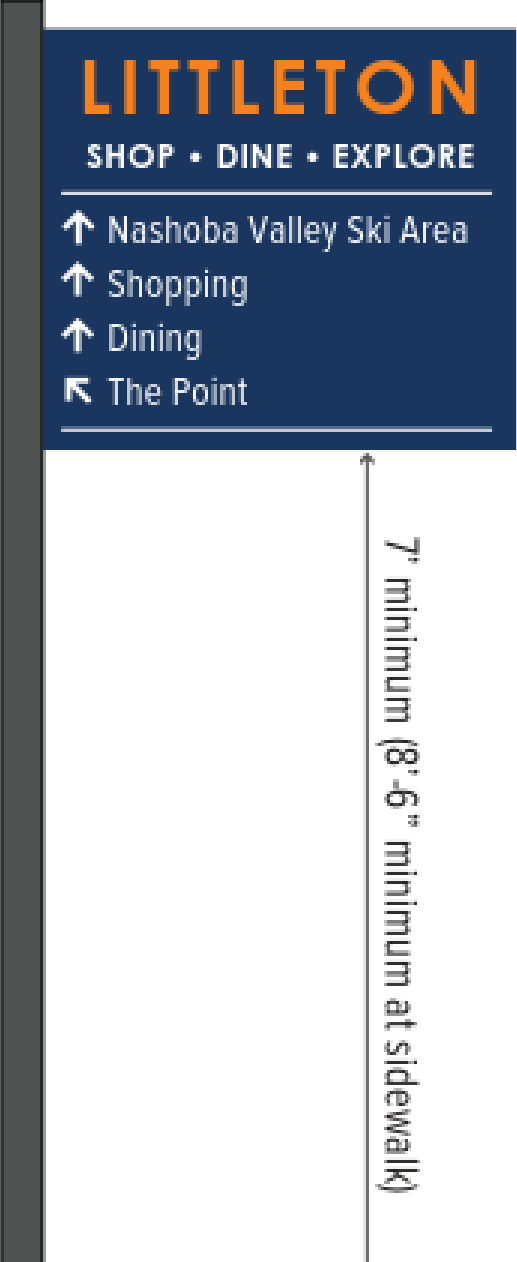 LITTLETON
SHOP • DINE • EXPLORE
↑ Nashoba Valley Ski Area
↑ Shopping
↑ Dining
↖ The Point
7' minimum (8'-6" minimum at sidewalk)